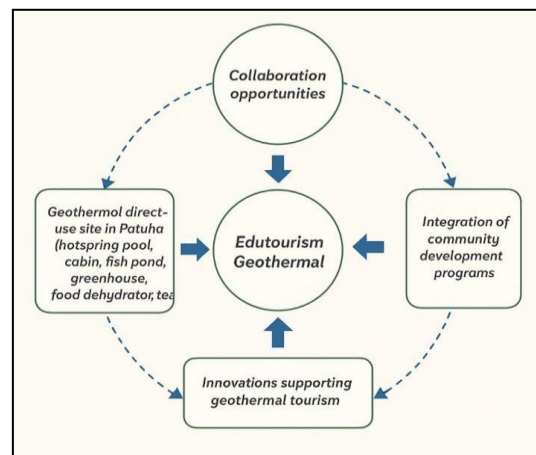 Collaboration
opportunities
Geothermol direct-
use site in Patuha
(hotspring pool,
cabin, fish pond,
greenhouse,
food dehydrator, tea
Edutourism
Geothermal
Integration of
community
development
programs
Innovations supporting
geothermal tourism